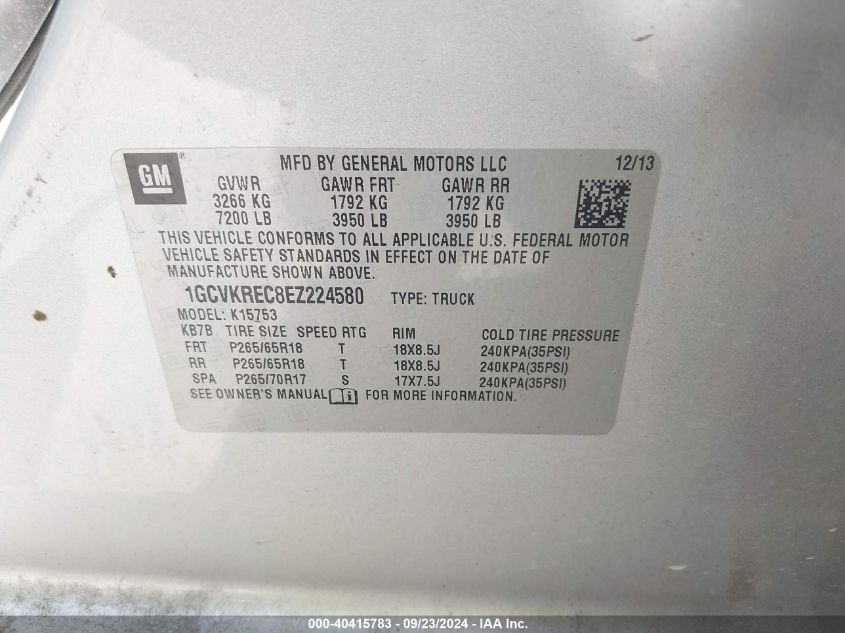 GM ®
MFD BY GENERAL MOTORS LLC 12/13
GVWR GAWR FRT GAWR RR
3266 KG 1792 KG 1792 KG
7200 LB 3950 LB 3950 LB
THIS VEHICLE CONFORMS TO ALL APPLICABLE U.S. FEDERAL MOTOR
VEHICLE SAFETY STANDARDS IN EFFECT ON THE DATE OF
MANUFACTURE SHOWN ABOVE.
1GCVKREC8EZ224580 TYPE: TRUCK
MODEL: K15753
KB7B TIRE SIZE SPEED RTG RIM COLD TIRE PRESSURE
FRT P265/65R18 T 18X8.5J 240KPA(35PSI)
RR P265/65R18 T 18X8.5J 240KPA(35PSI)
SPA P265/70R17 S 17X7.5J 240KPA(35PSI)
SEE OWNER'S MANUAL FOR MORE INFORMATION.
000-40415783 - 09/23/2024 - IAA Inc.